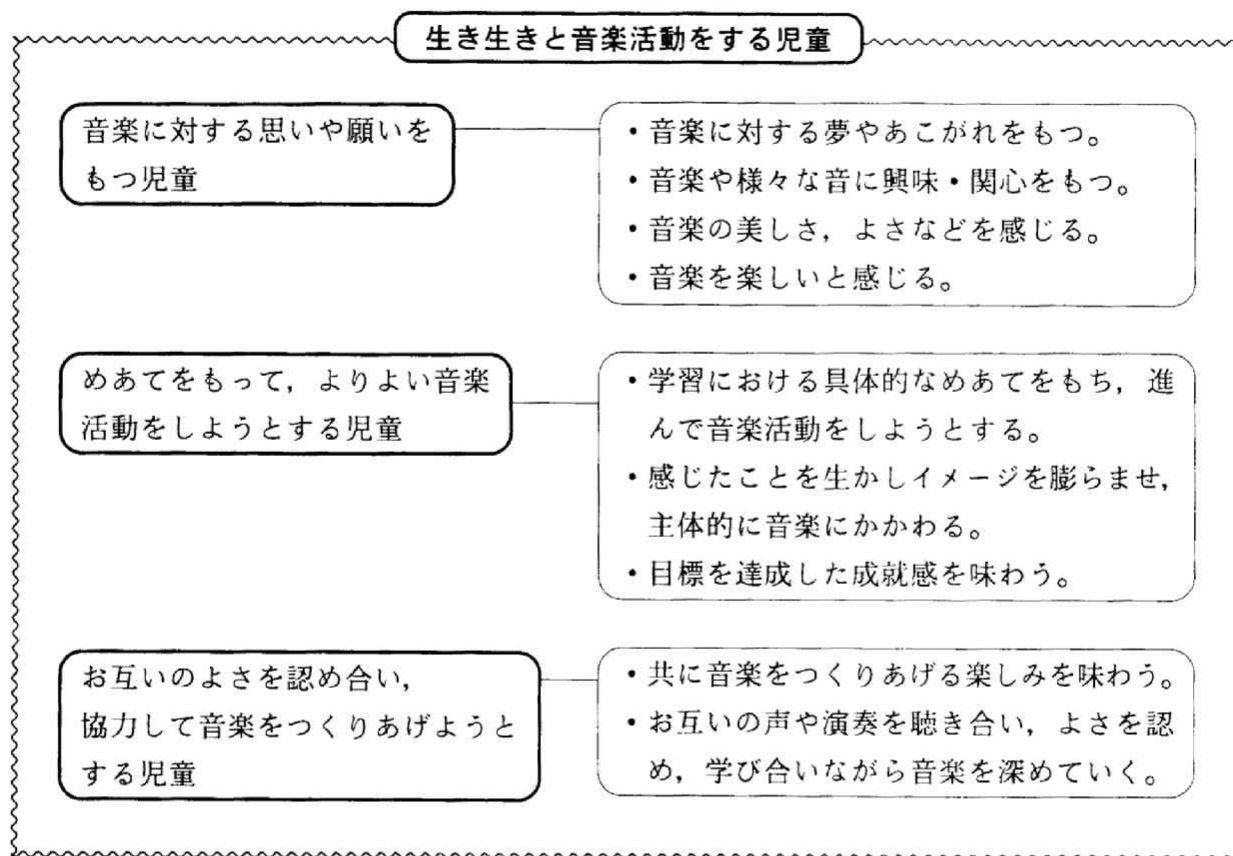 生き生きと音楽活動をする児童
音楽に対する思いや願いを
もつ児童
・音楽に対する夢やあこがれをもつ。
・音楽や様々な音に興味・関心をもつ。
・音楽の美しさ，よさなどを感じる。
・音楽を楽しいと感じる。
めあてをもって，よりよい音楽
活動をしようとする児童
・学習における具体的なめあてをもち，進
んで音楽活動をしようとする。
・感じたことを生かしイメージを膨らませ，
主体的に音楽にかかわる。
・目標を達成した成就感を味わう。
お互いのよさを認め合い，
協力して音楽をつくりあげようと
する児童
・共に音楽をつくりあげる楽しみを味わう。
・お互いの声や演奏を聴き合い，よさを認
め，学び合いながら音楽を深めていく。